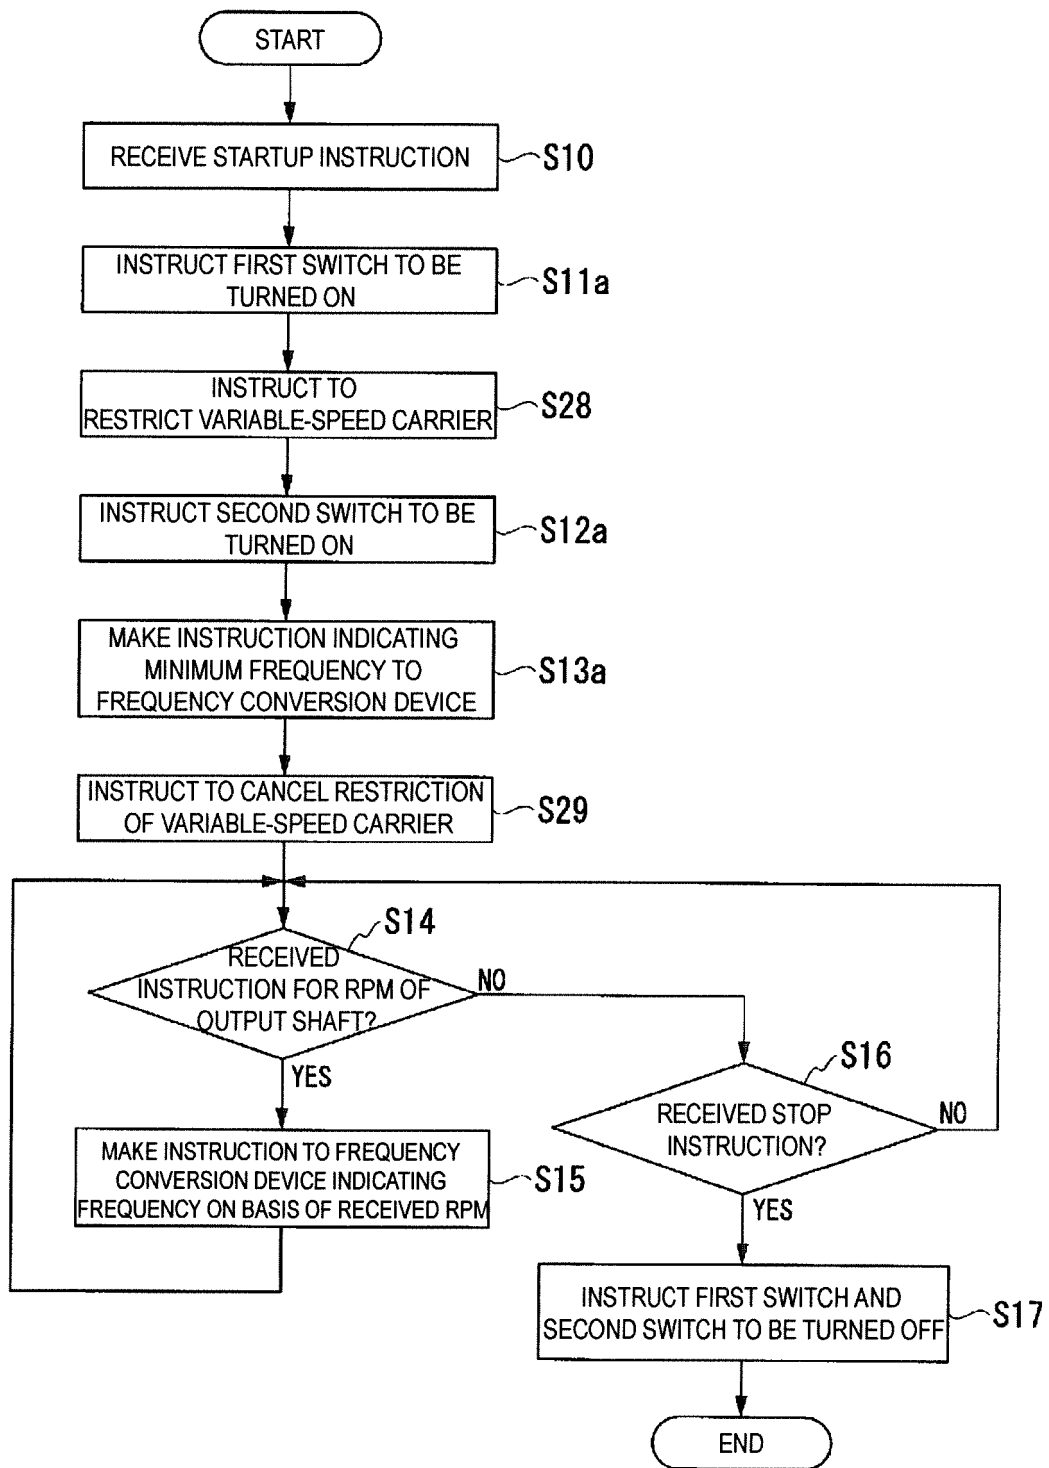 START
RECEIVE STARTUP INSTRUCTION
S10
INSTRUCT FIRST SWITCH TO BE
TURNED ON
S11a
INSTRUCT TO
RESTRICT VARIABLE-SPEED CARRIER
S28
INSTRUCT SECOND SWITCH TO BE
TURNED ON
S12a
MAKE INSTRUCTION INDICATING
MINIMUM FREQUENCY TO
FREQUENCY CONVERSION DEVICE
S13a
INSTRUCT TO CANCEL RESTRICTION
OF VARIABLE-SPEED CARRIER
S29
S14
RECEIVED
INSTRUCTION FOR RPM OF
OUTPUT SHAFT?
NO
YES
MAKE INSTRUCTION TO FREQUENCY
CONVERSION DEVICE INDICATING
FREQUENCY ON BASIS OF RECEIVED RPM
S15
S16
RECEIVED STOP
INSTRUCTION?
NO
YES
INSTRUCT FIRST SWITCH AND
SECOND SWITCH TO BE TURNED OFF
S17
END